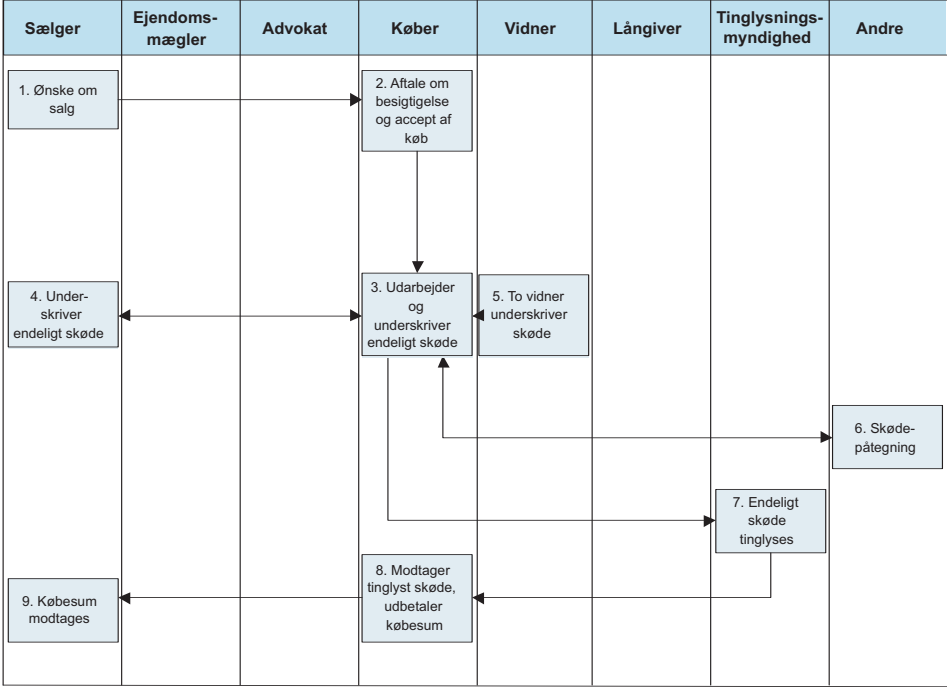 Sælger
Ejendoms-
mægler
Advokat
Køber
Vidner
Långiver
Tinglysnings-
myndighed
Andre
1. Ønske om
salg
2. Aftale om
besigtigelse
og accept af
køb
4. Under-
skriver
endeligt skøde
3. Udarbejder
og
underskriver
endeligt skøde
5. To vidner
underskriver
skøde
6. Skøde-
påtegning
7. Endeligt
skøde
tinglyses
8. Modtager
tinglyst skøde,
udbetaler
købesum
9. Købesum
modtages